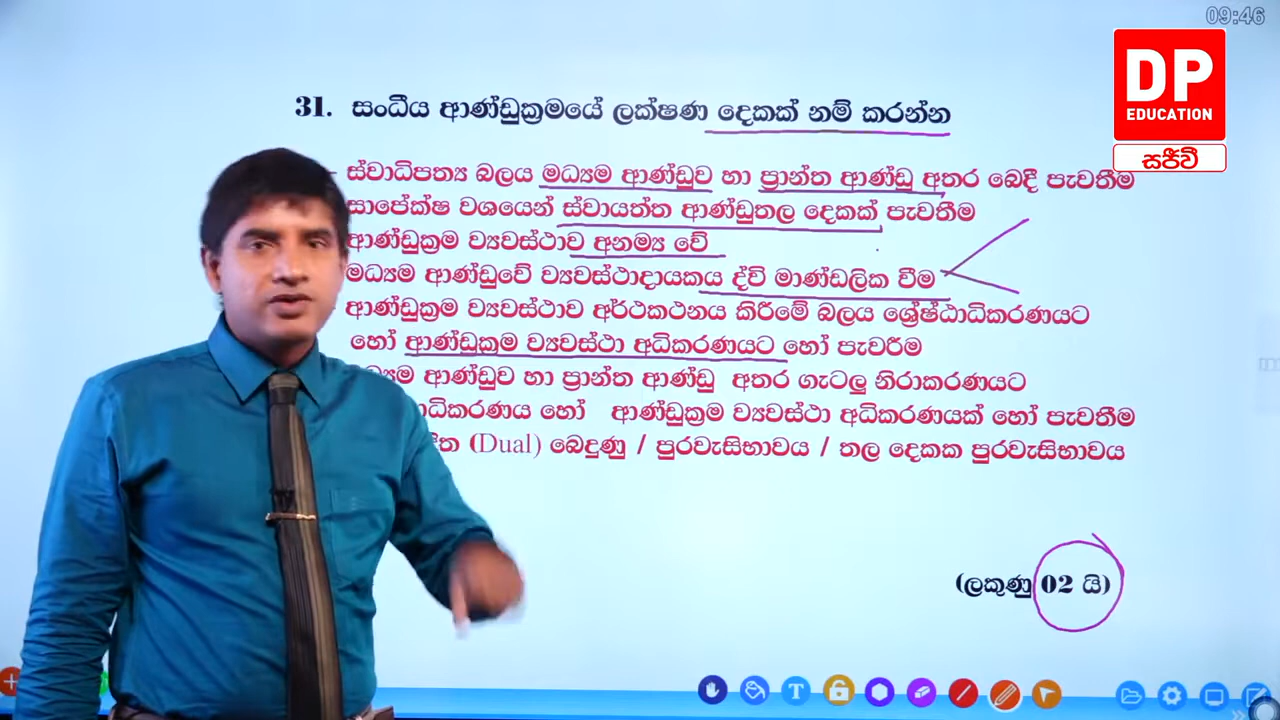 09:46
DP
EDUCATION
සජීවී
31. සංධීය ආණ්ඩුක්‍රමයේ ලක්ෂණ දෙකක් නම් කරන්න
- ස්වාධිපත්‍ය බලය මධ්‍යම ආණ්ඩුව හා ප්‍රාන්ත ආණ්ඩු අතර බෙදී පැවතීම
සාපේක්ෂ වශයෙන් ස්වායත්ත ආණ්ඩුතල දෙකක් පැවතීම
ආණ්ඩුක්‍රම ව්‍යවස්ථාව අනම්‍ය වේ
මධ්‍යම ආණ්ඩුවේ ව්‍යවස්ථාදායකය ද්වි මාණ්ඩලික වීම
ආණ්ඩුක්‍රම ව්‍යවස්ථාව අර්ථකථනය කිරීමේ බලය ශ්‍රේෂ්ඨාධිකරණයට
හෝ ආණ්ඩුක්‍රම ව්‍යවස්ථා අධිකරණයට හෝ පැවරීම
ආණ්ඩුව හා ප්‍රාන්ත ආණ්ඩු අතර ගැටලු නිරාකරණයට
හෝ ආණ්ඩුක්‍රම ව්‍යවස්ථා අධිකරණයක් හෝ පැවතීම
(Dual) බෙදුණු / පුරවැසිභාවය / තල දෙකක පුරවැසිභාවය
(ලකුණු 02 යි)